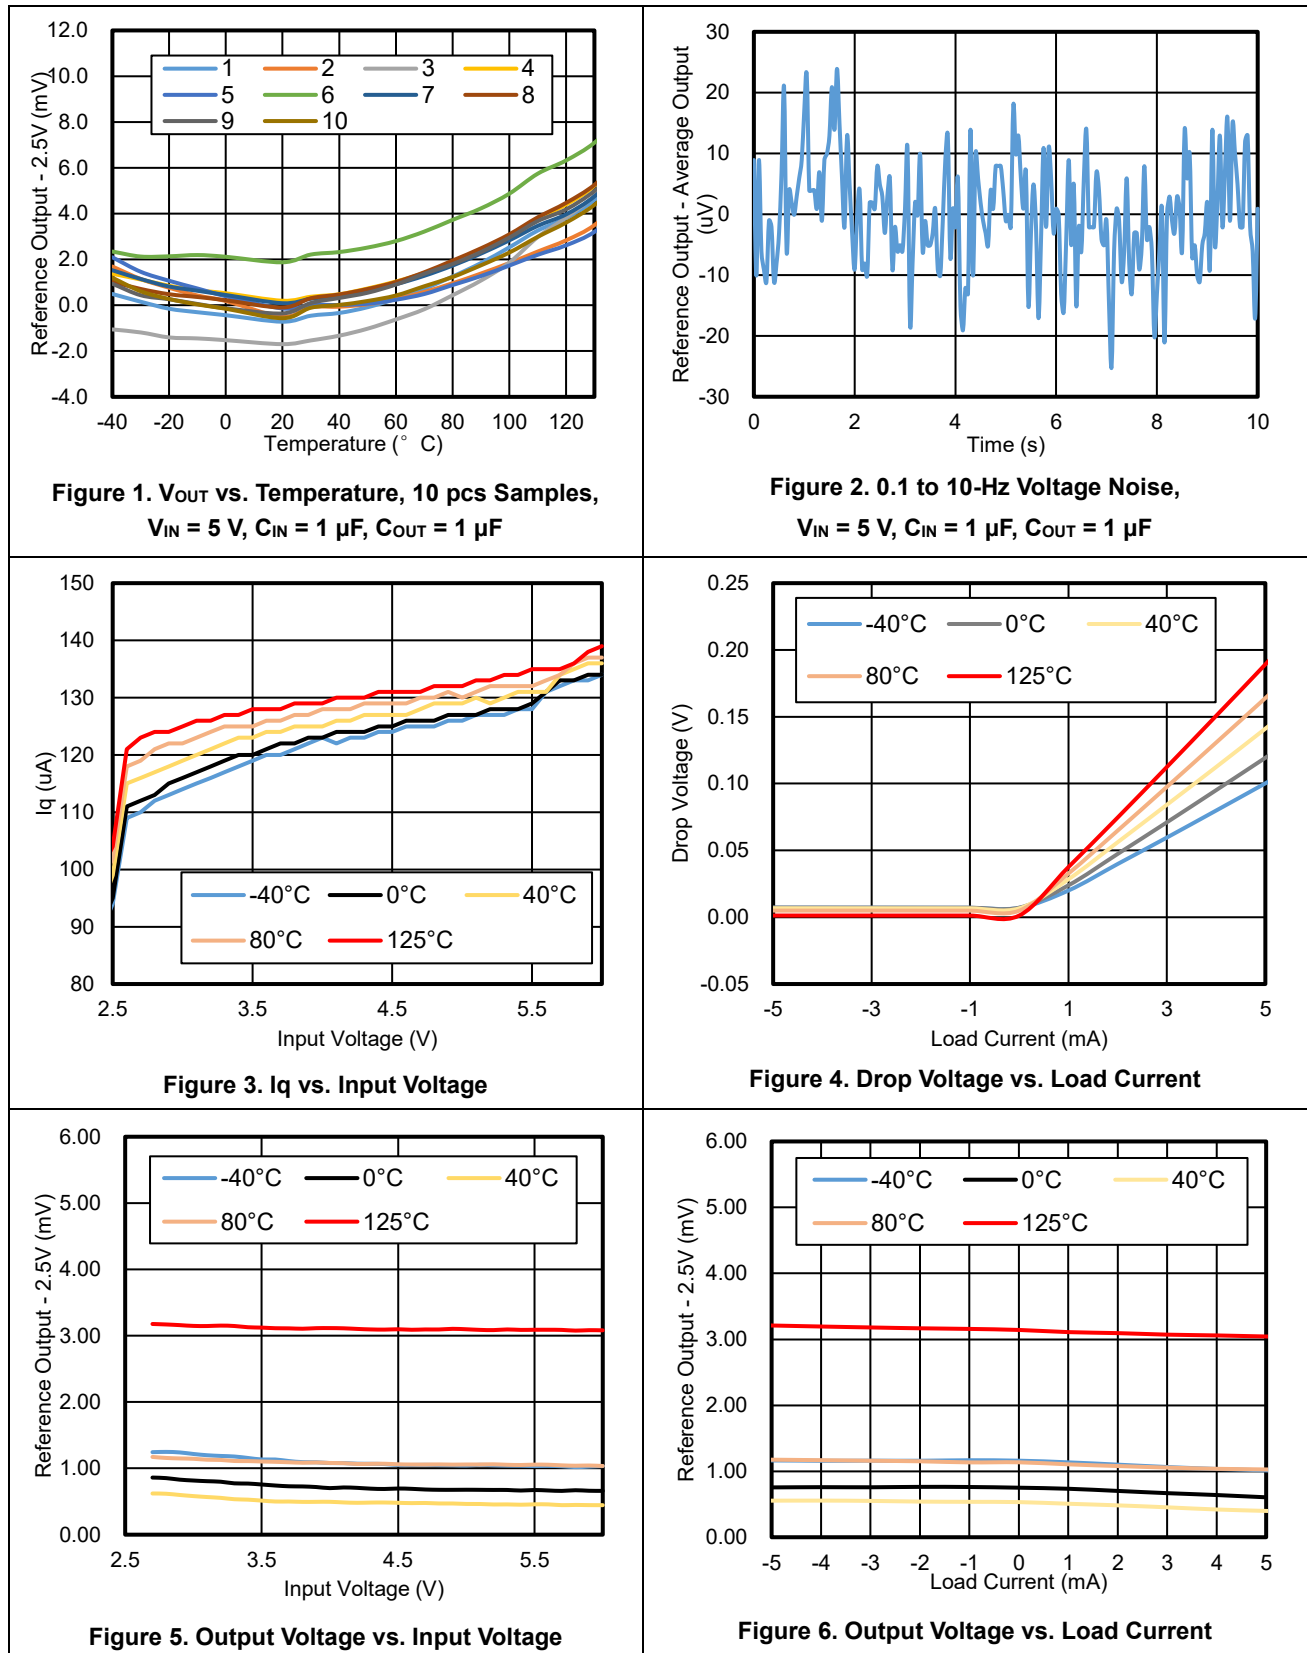 12.0
10.0
8.0
6.0
4.0
2.0
0.0
-2.0
-4.0
Reference Output - 2.5V (mV)
1 2 3 4
5 6 7 8
9 10
-40 -20 0 20 40 60 80 100 120
Temperature (° C)
Figure 1. VOUT vs. Temperature, 10 pcs Samples,
VIN = 5 V, CIN = 1 µF, COUT = 1 µF
30
20
10
0
-10
-20
-30
Reference Output - Average Output
(uV)
0 2 4 6 8 10
Time (s)
Figure 2. 0.1 to 10-Hz Voltage Noise,
VIN = 5 V, CIN = 1 µF, COUT = 1 µF
150
140
130
120
110
100
90
80
Iq (uA)
-40°C 0°C 40°C
80°C 125°C
2.5 3.5 4.5 5.5
Input Voltage (V)
Figure 3. Iq vs. Input Voltage
0.25
0.20
0.15
0.10
0.05
0.00
-0.05
Drop Voltage (V)
-40°C 0°C 40°C
80°C 125°C
-5 -3 -1 1 3 5
Load Current (mA)
Figure 4. Drop Voltage vs. Load Current
6.00
5.00
4.00
3.00
2.00
1.00
0.00
Reference Output - 2.5V (mV)
-40°C 0°C 40°C
80°C 125°C
2.5 3.5 4.5 5.5
Input Voltage (V)
Figure 5. Output Voltage vs. Input Voltage
6.00
5.00
4.00
3.00
2.00
1.00
0.00
Reference Output - 2.5V (mV)
-40°C 0°C 40°C
80°C 125°C
-5 -4 -3 -2 -1 0 1 2 3 4 5
Load Current (mA)
Figure 6. Output Voltage vs. Load Current